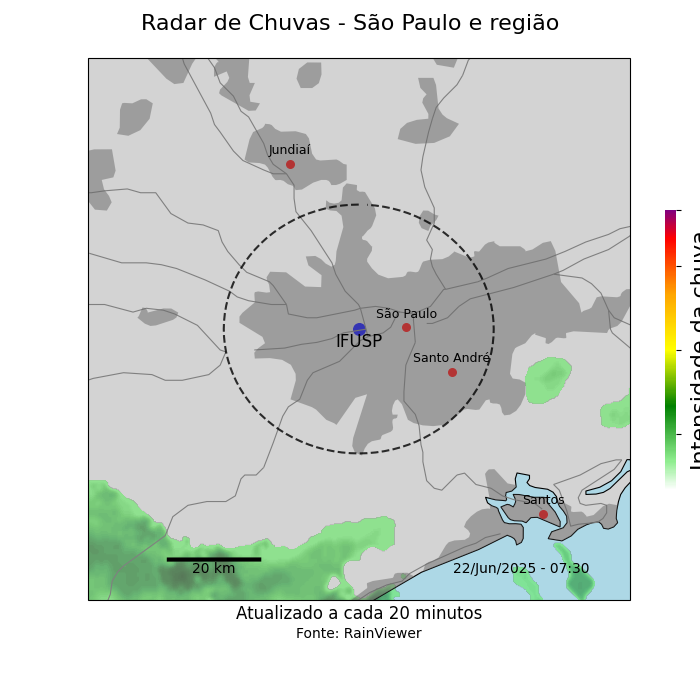 Radar de Chuvas - São Paulo e região
Jundiaí
São Paulo
IFUSP
Santo André
Santos
20 km
22/Jun/2025 - 07:30
Intensidade da chuva
Atualizado a cada 20 minutos
Fonte: RainViewer